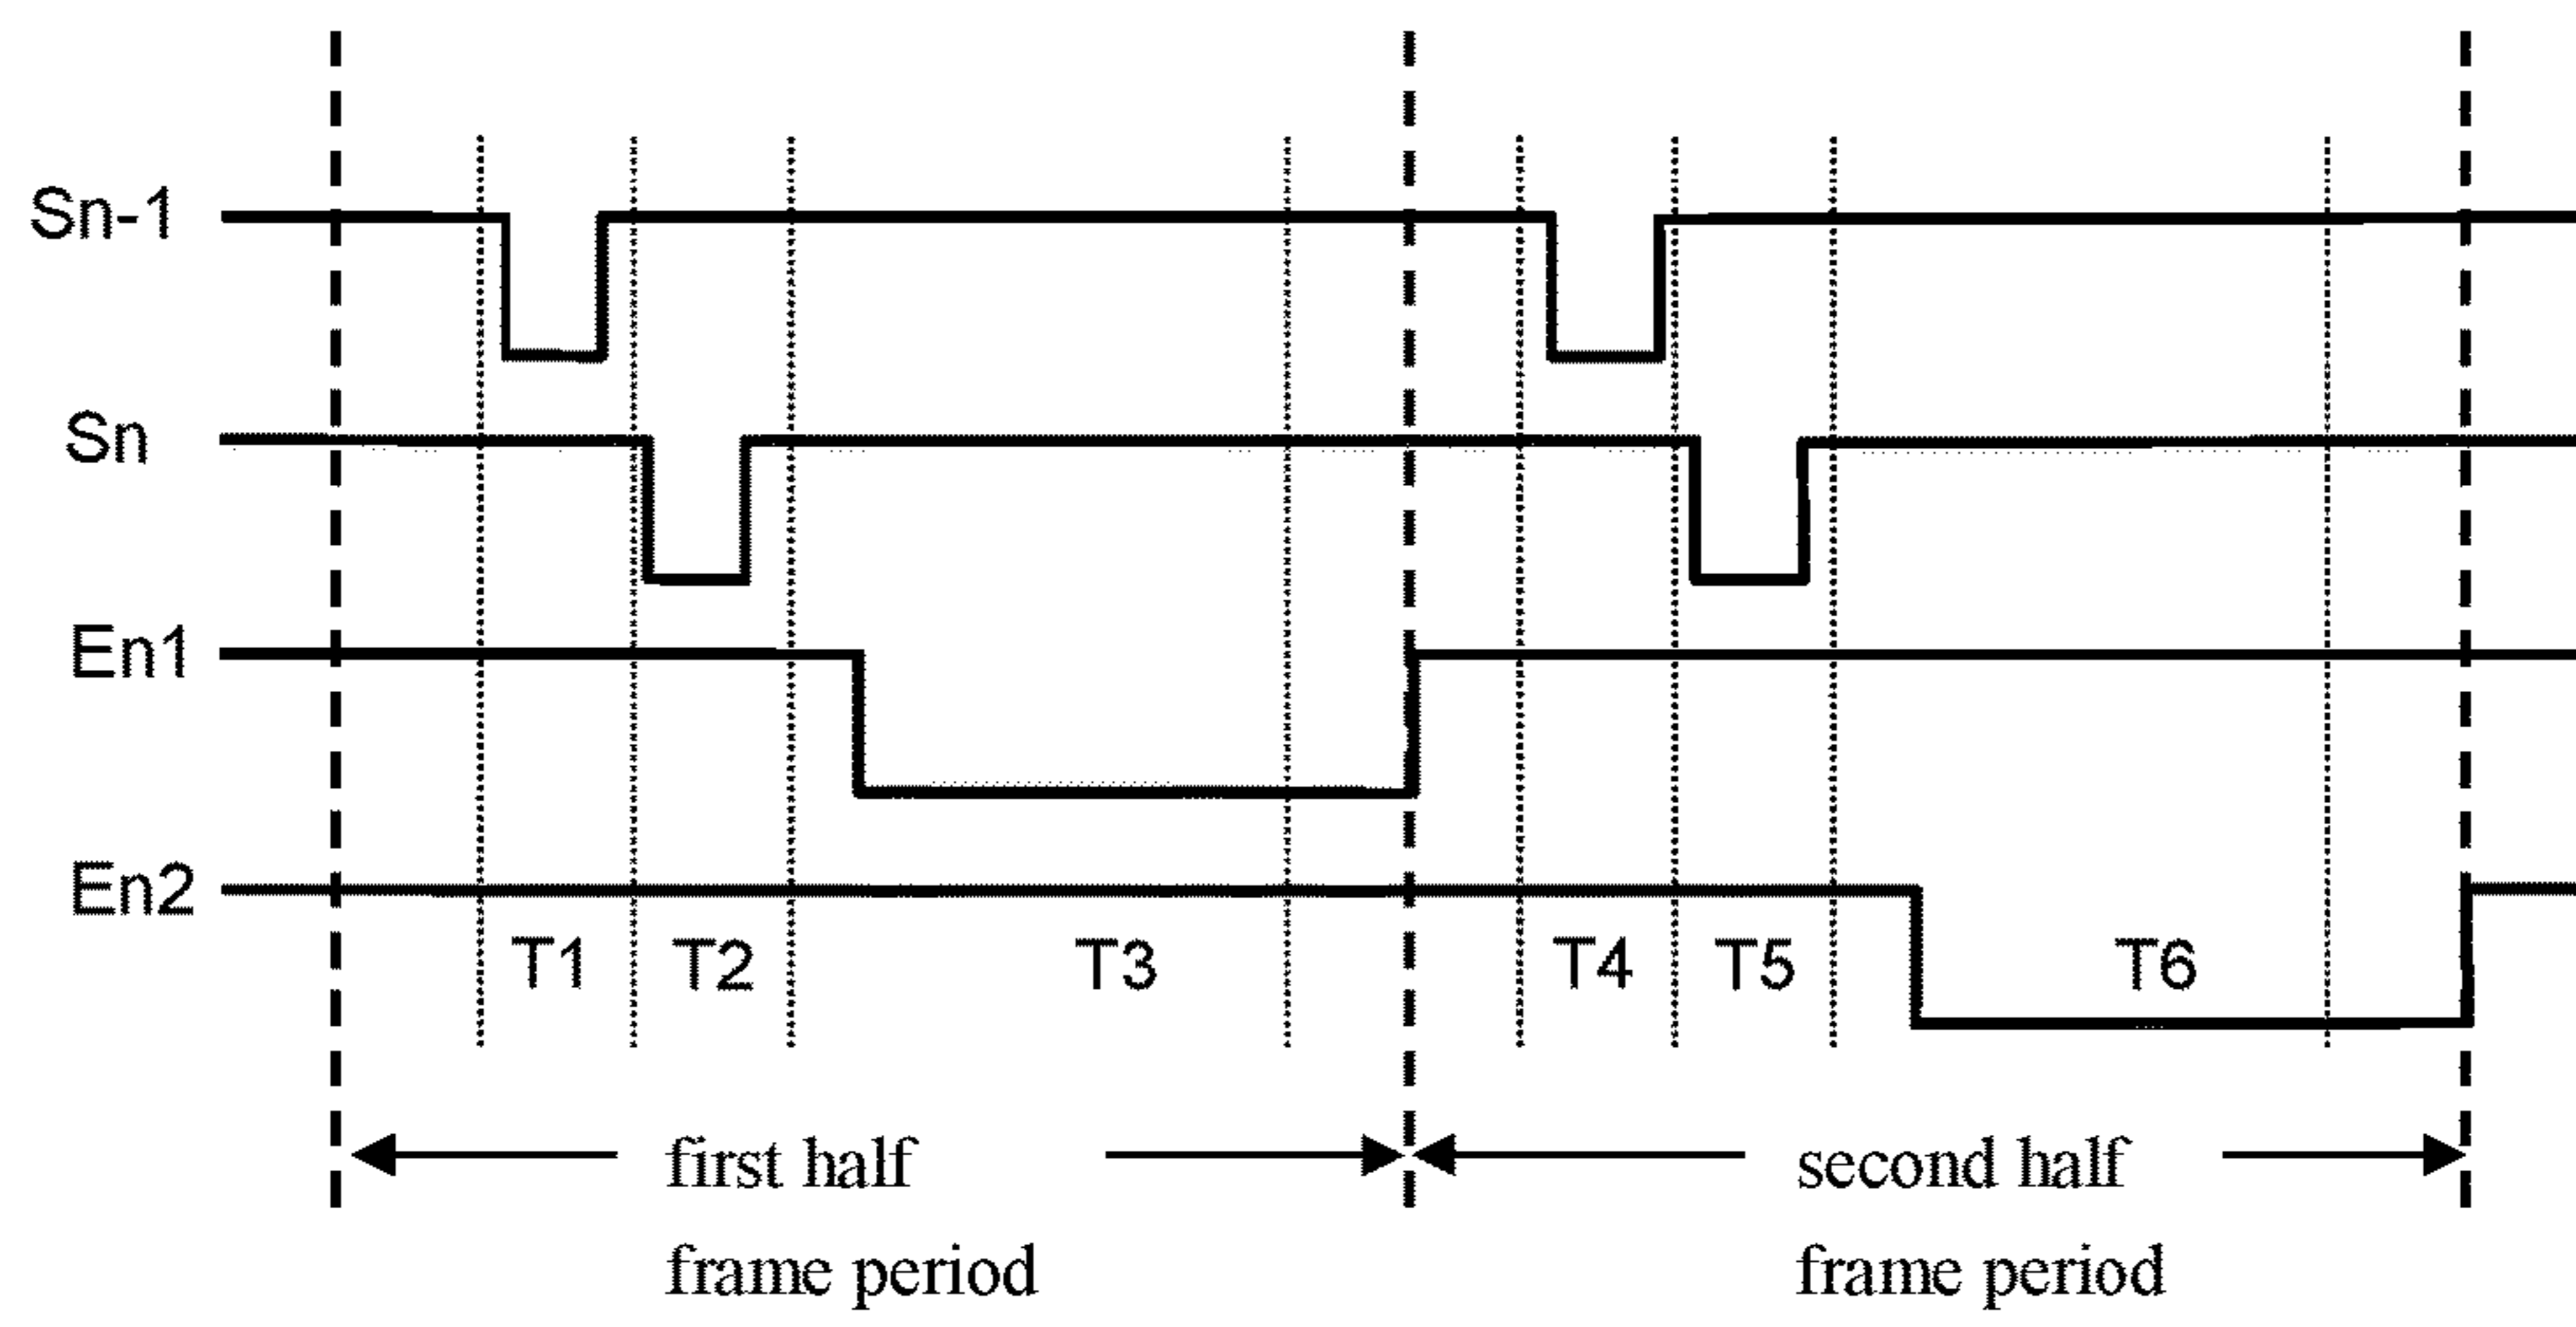 Sn-1
Sn
En1
En2
T1 T2 T3 T4 T5 T6
first half second half
frame period frame period